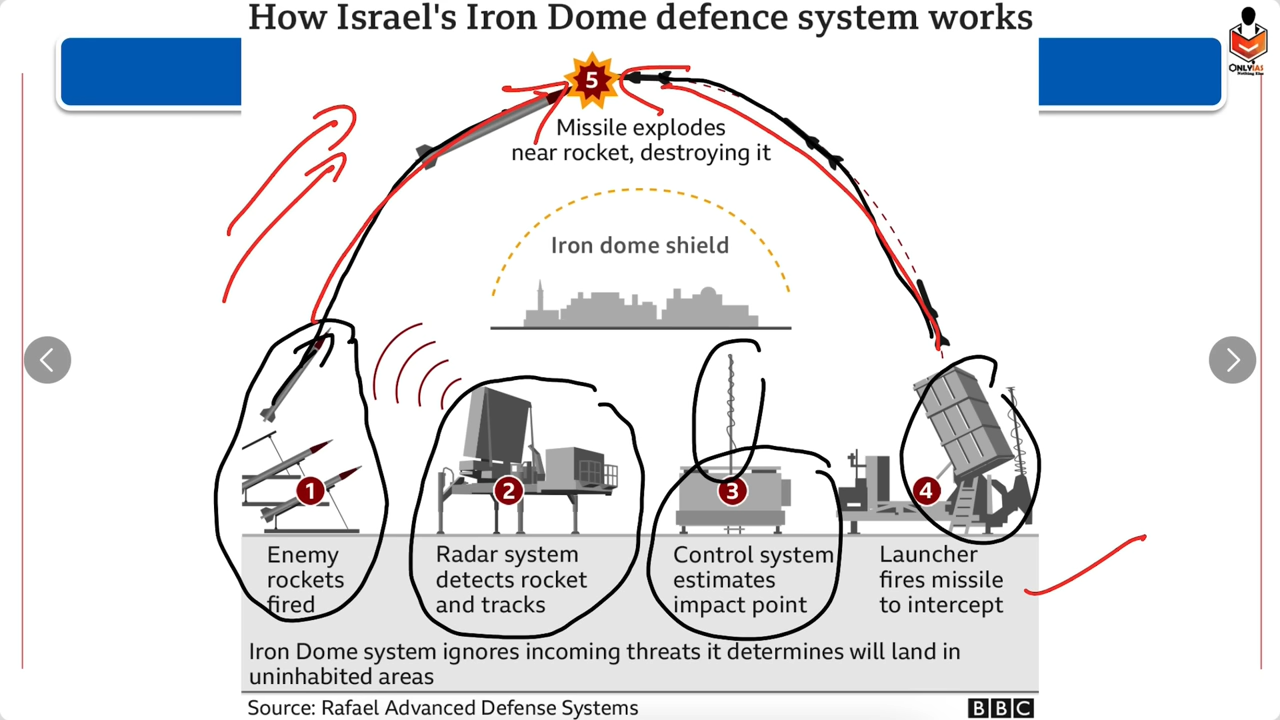 How Israel's Iron Dome defence system works
ONLYIAS
Nothing Else
5
Missile explodes
near rocket, destroying it
Iron dome shield
1
2
3
4
Enemy
rockets
fired
Radar system
detects rocket
and tracks
Control system
estimates
impact point
Launcher
fires missile
to intercept
Iron Dome system ignores incoming threats it determines will land in
uninhabited areas
Source: Rafael Advanced Defense Systems
BBC